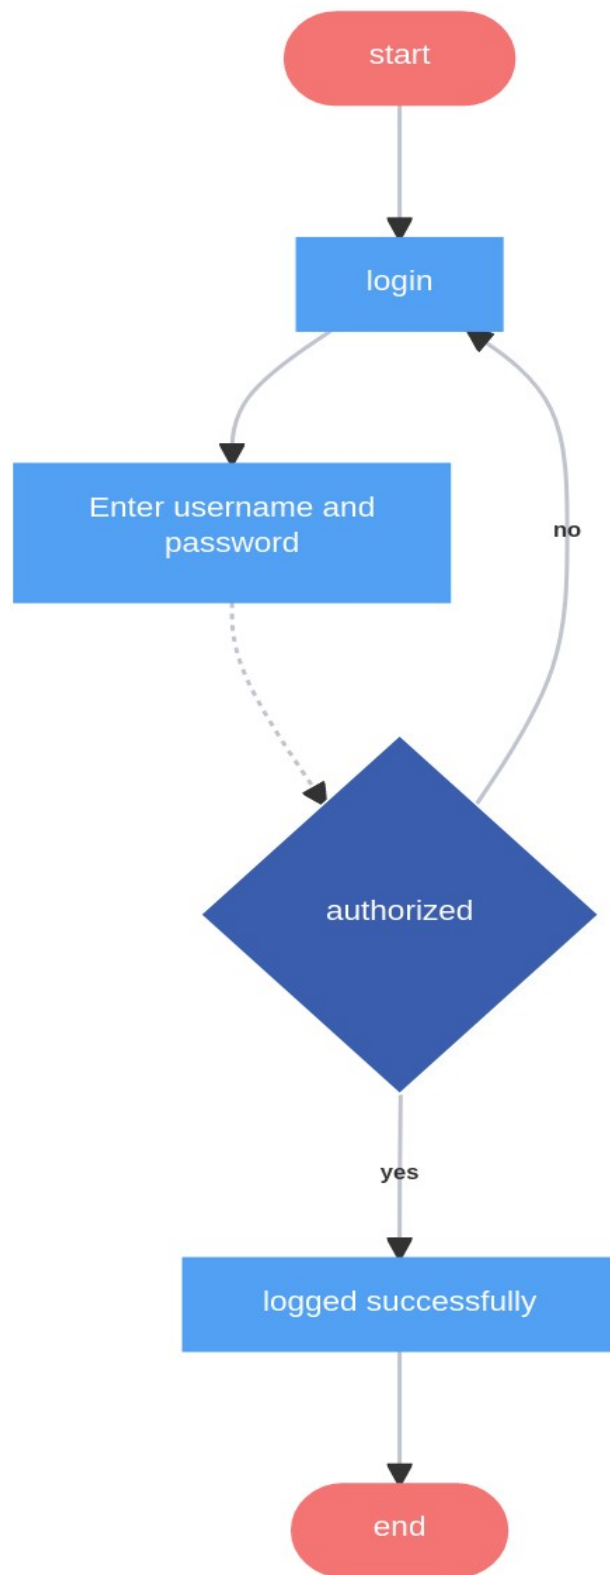 start
login
Enter username and
password
no
authorized
yes
logged successfully
end